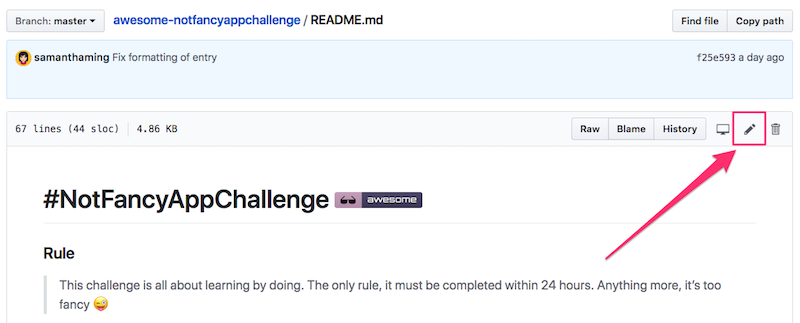 Branch: master awesome-notfancyappchallenge / README.md Find file Copy path
samanthaming Fix formatting of entry f25e593 a day ago
67 lines (44 sloc) 4.86 KB Raw Blame History
#NotFancyAppChallenge awesome
Rule
This challenge is all about learning by doing. The only rule, it must be completed within 24 hours. Anything more, it’s too
fancy 😜